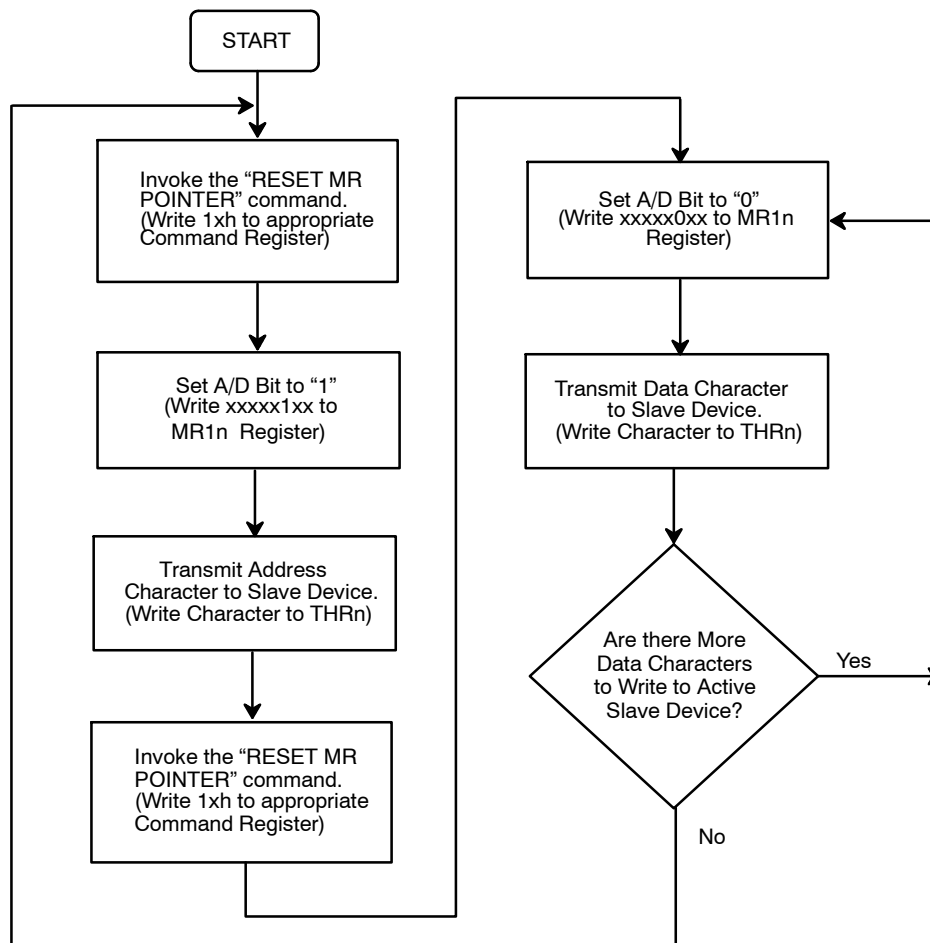 START
Invoke the “RESET MR
POINTER” command.
(Write 1xh to appropriate
Command Register)
Set A/D Bit to “1”
(Write xxxxx1xx to
MR1n Register)
Transmit Address
Character to Slave Device.
(Write Character to THRn)
Invoke the “RESET MR
POINTER” command.
(Write 1xh to appropriate
Command Register)
Set A/D Bit to “0”
(Write xxxxx0xx to MR1n
Register)
Transmit Data Character
to Slave Device.
(Write Character to THRn)
Are there More
Data Characters
to Write to Active
Slave Device?
Yes
No